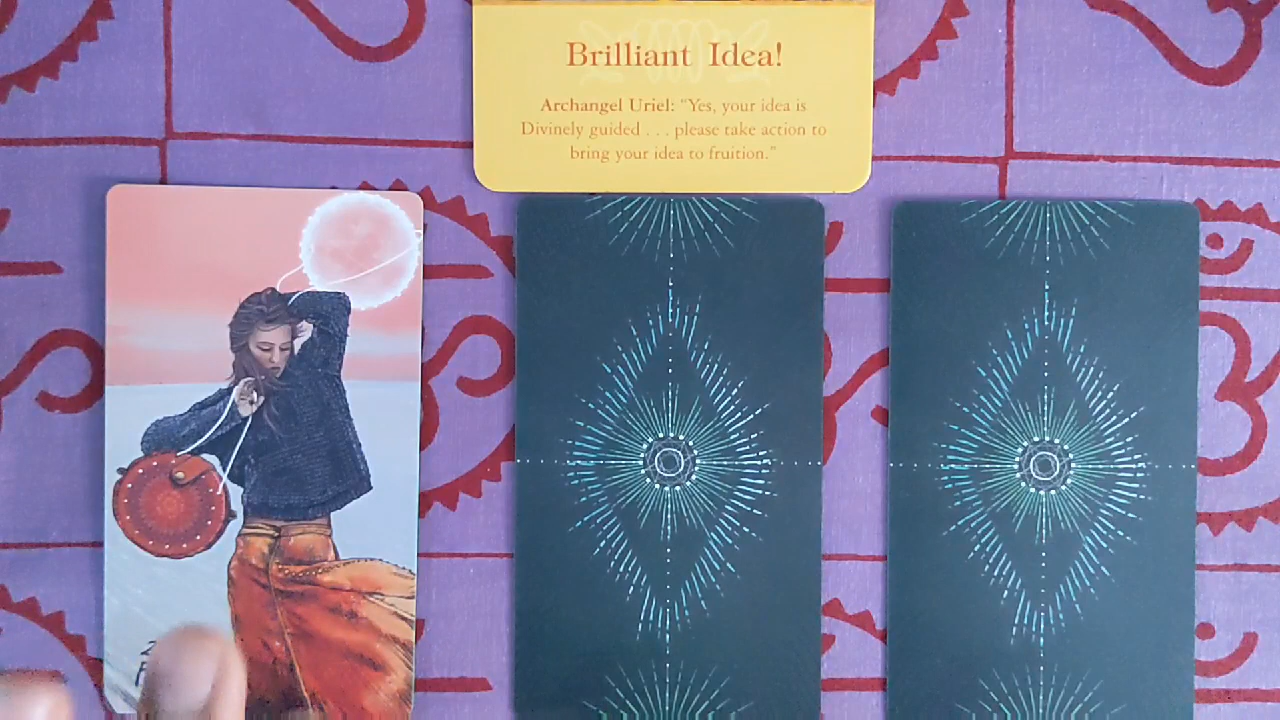 Brilliant Idea!
Archangel Uriel: “Yes, your idea is
Divinely guided . . . please take action to
bring your idea to fruition.”